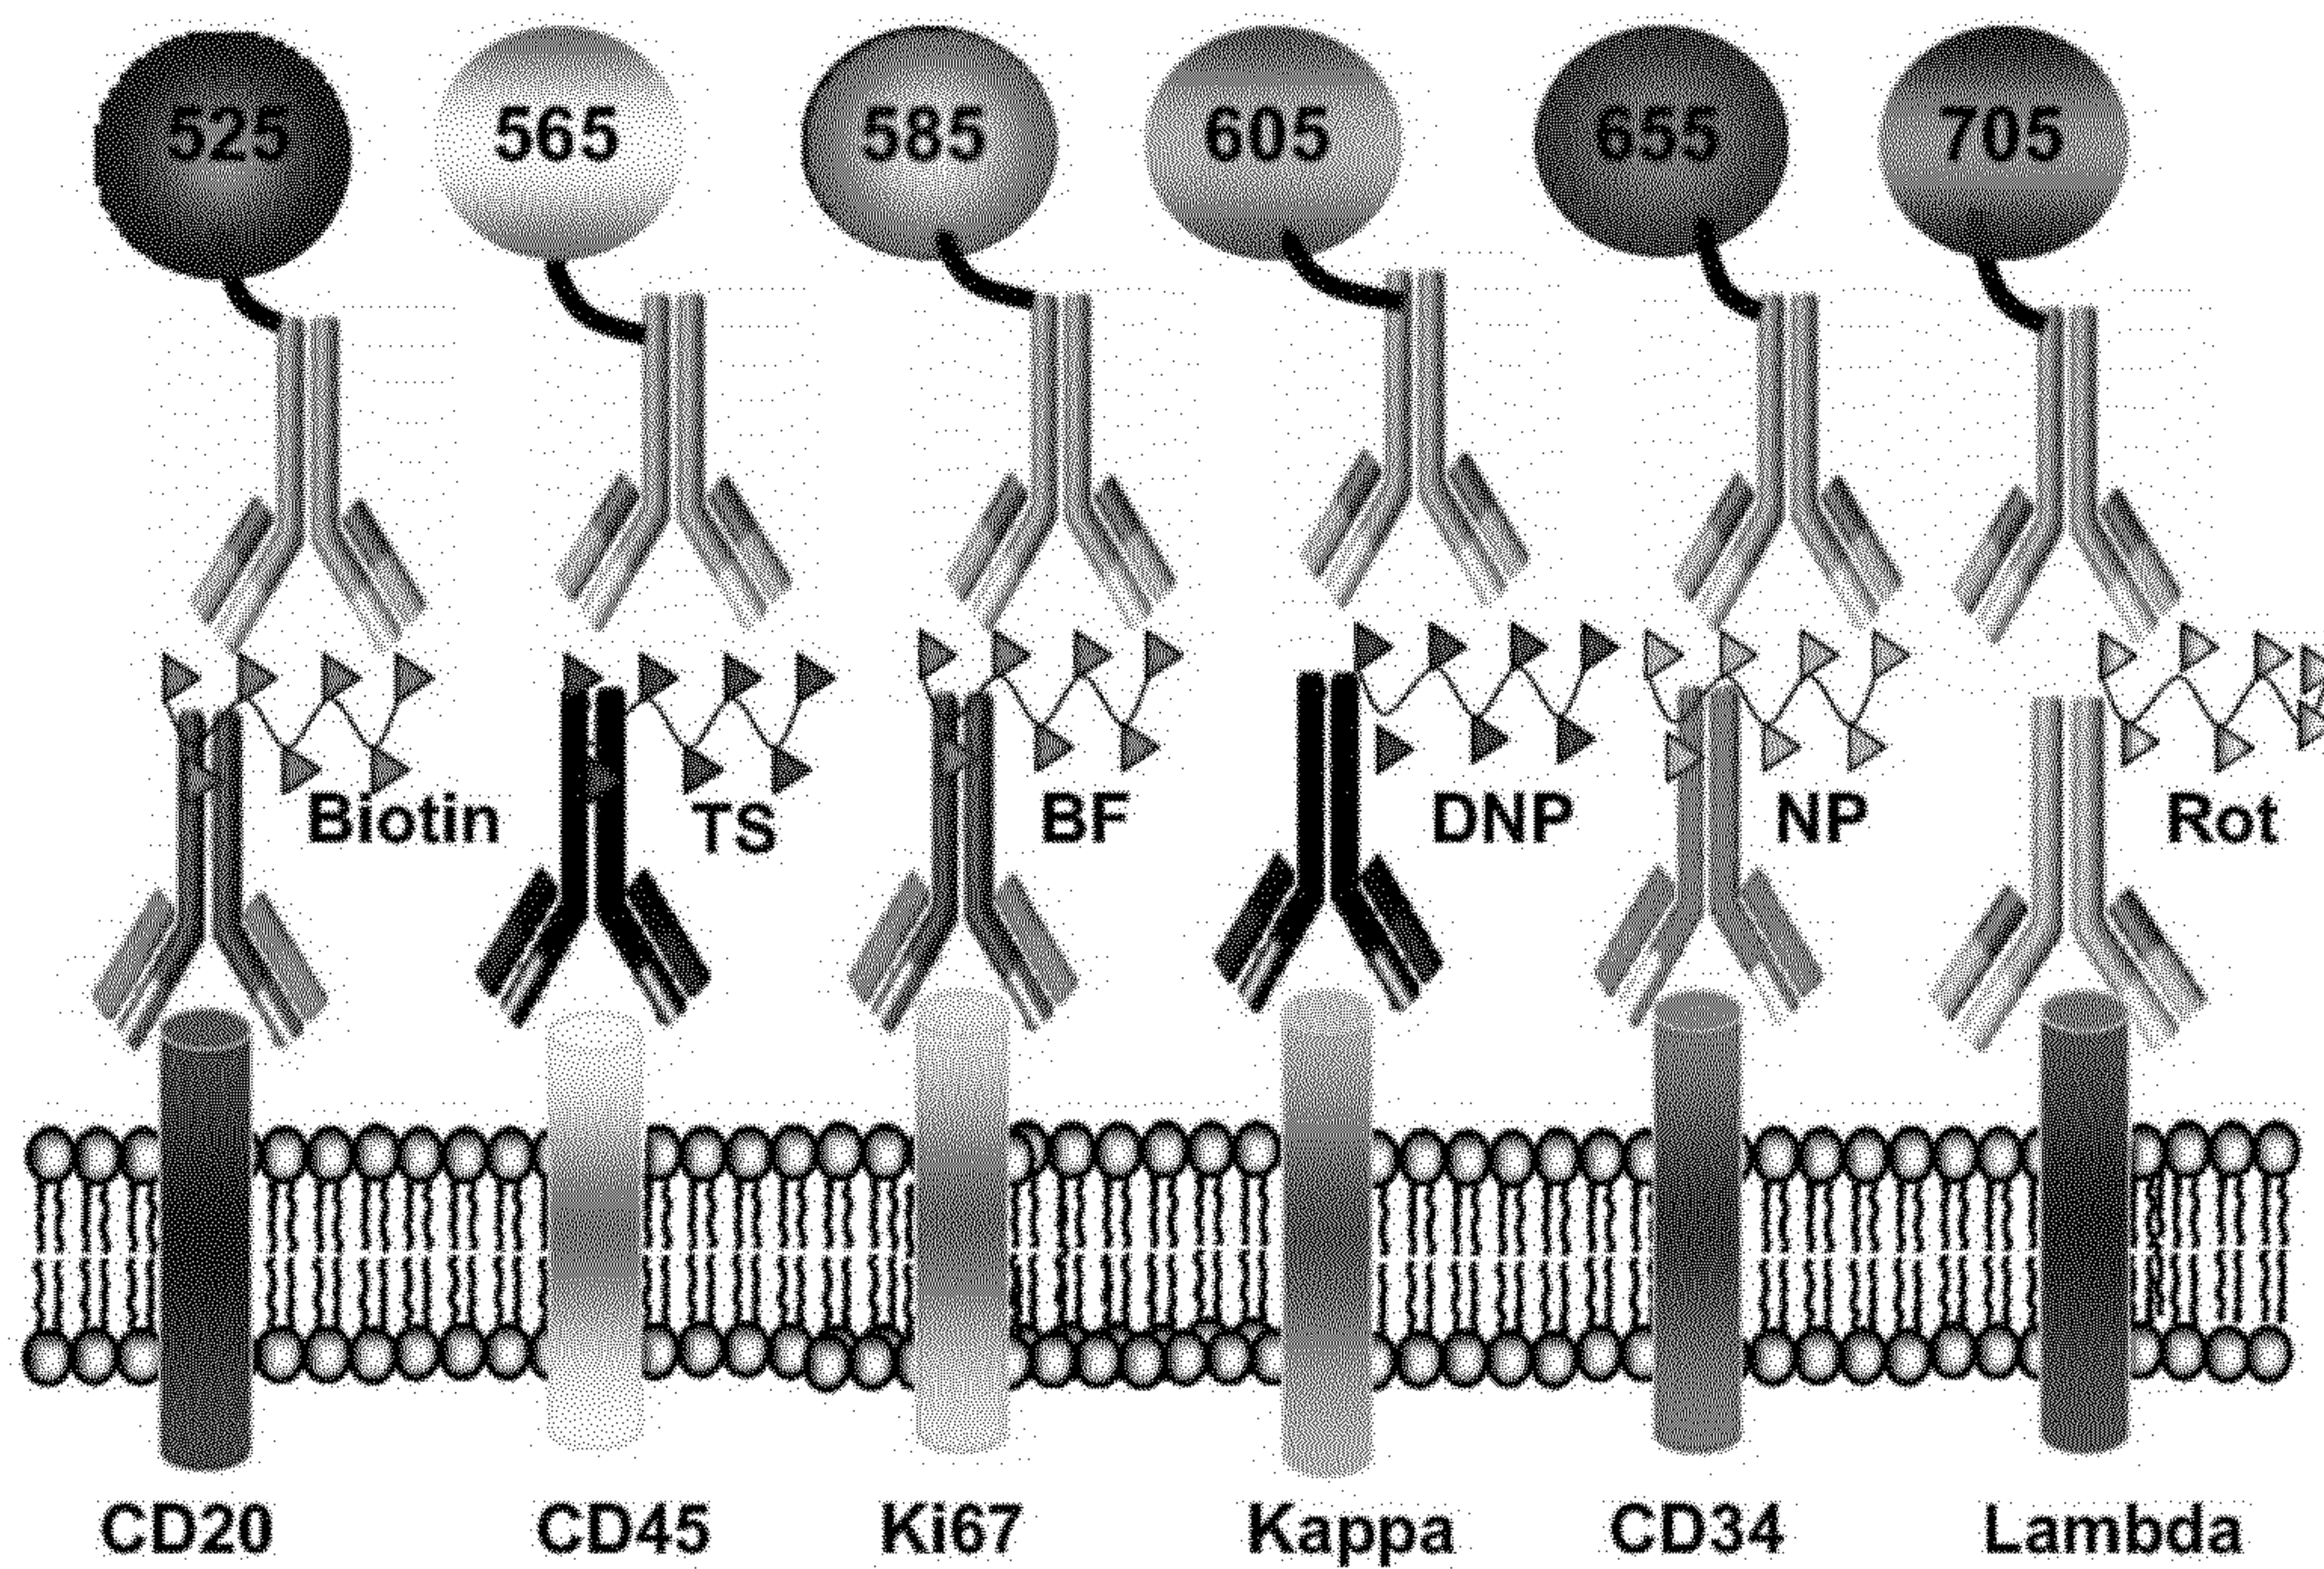 525 565 585 605 655 705
Biotin TS BF DNP NP Rot
CD20 CD45 Ki67 Kappa CD34 Lambda